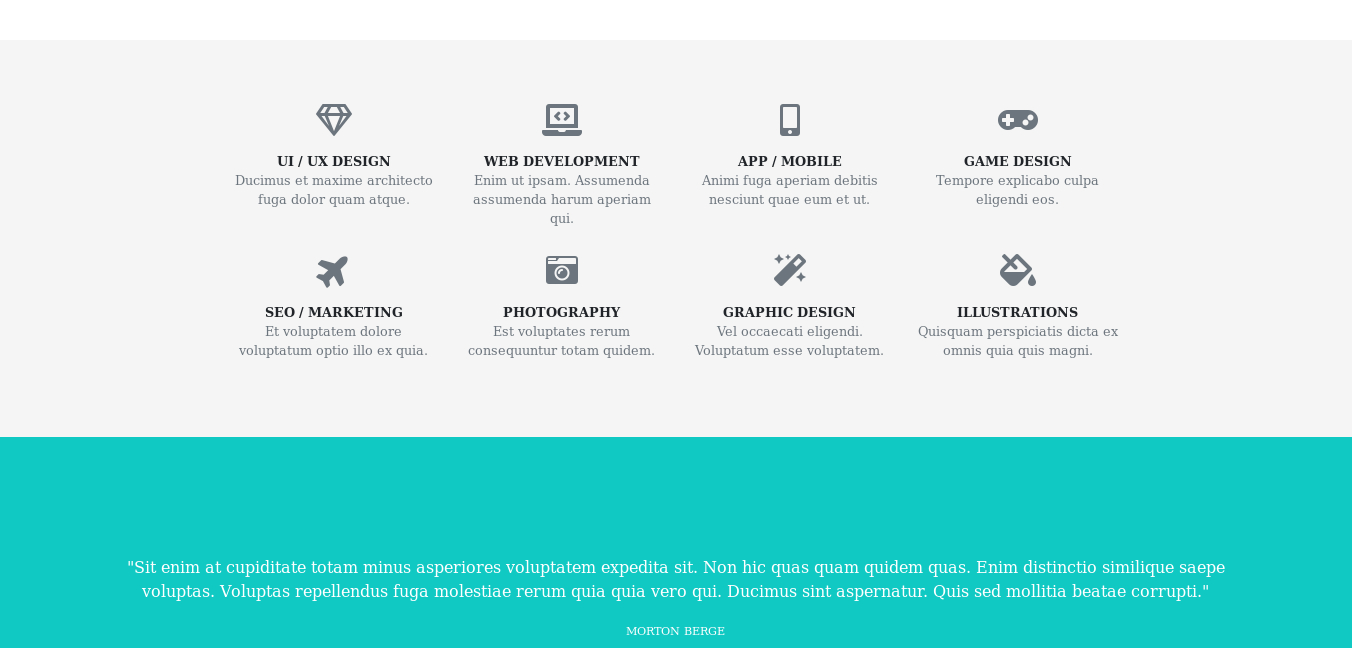 UI / UX DESIGN
Ducimus et maxime architecto
fuga dolor quam atque.
WEB DEVELOPMENT
Enim ut ipsam. Assumenda
assumenda harum aperiam
qui.
APP / MOBILE
Animi fuga aperiam debitis
nesciunt quae eum et ut.
GAME DESIGN
Tempore explicabo culpa
eligendi eos.
SEO / MARKETING
Et voluptatem dolore
voluptatum optio illo ex quia.
PHOTOGRAPHY
Est voluptates rerum
consequuntur totam quidem.
GRAPHIC DESIGN
Vel occaecati eligendi.
Voluptatum esse voluptatem.
ILLUSTRATIONS
Quisquam perspiciatis dicta ex
omnis quia quis magni.
"Sit enim at cupiditate totam minus asperiores voluptatem expedita sit. Non hic quas quam quidem quas. Enim distinctio similique saepe
voluptas. Voluptas repellendus fuga molestiae rerum quia quia vero qui. Ducimus sint aspernatur. Quis sed mollitia beatae corrupti."
MORTON BERGE